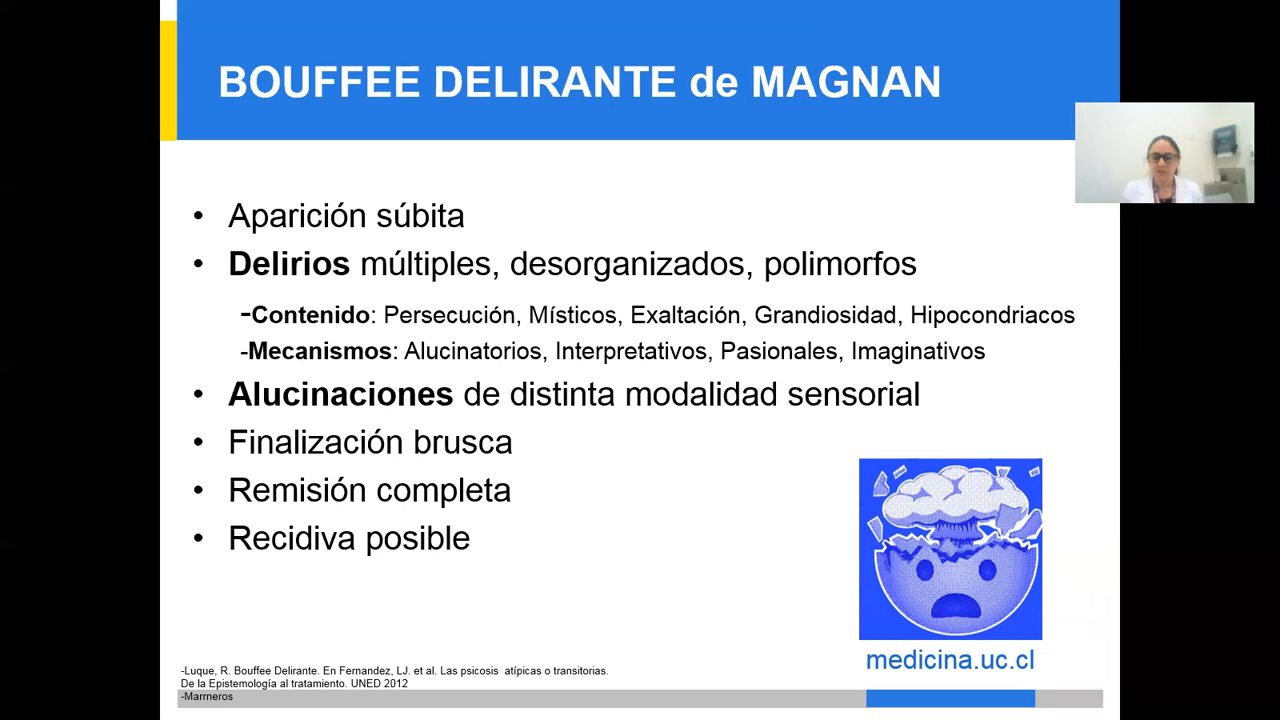 BOUFFEE DELIRANTE de MAGNAN
• Aparición súbita
• Delirios múltiples, desorganizados, polimorfos
-Contenido: Persecución, Místicos, Exaltación, Grandiosidad, Hipocondriacos
-Mecanismos: Alucinatorios, Interpretativos, Pasionales, Imaginativos
• Alucinaciones de distinta modalidad sensorial
• Finalización brusca
• Remisión completa
• Recidiva posible
medicina.uc.cl
-Luque, R. Bouffee Delirante. En Fernandez, LJ. et al. Las psicosis atípicas o transitorias.
De la Epistemología al tratamiento. UNED 2012
-Marrneros